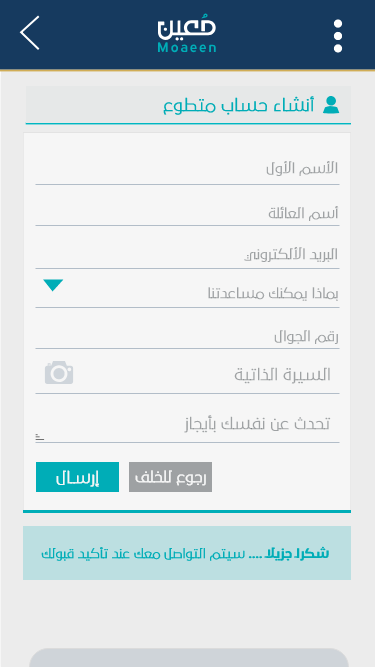 معين
Moaeen
أنشاء حساب متطوع
الأسم الأول
أسم العائلة
البريد الألكتروني
بماذا يمكنك مساعدتنا
رقم الجوال
السيرة الذاتية
تحدث عن نفسك بأيجاز
رجوع للخلف
إرسال
شكرا جزيلا .... سيتم التواصل معك عند تأكيد قبولك